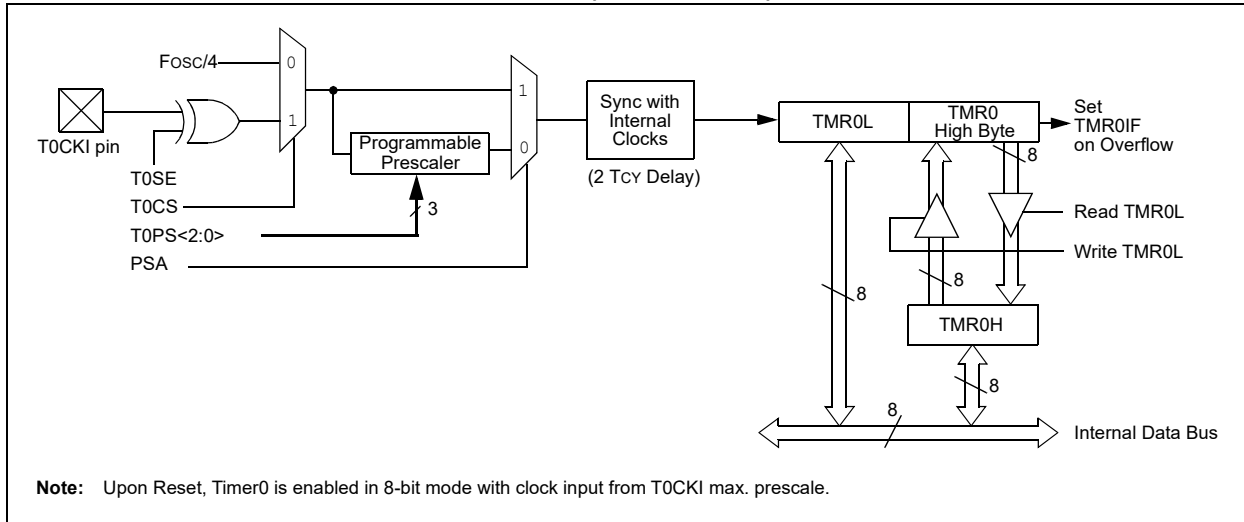 FOSC/4
0
1
T0CKI pin
T0SE
T0CS
T0PS<2:0>
PSA
Programmable
Prescaler
3
1
0
Sync with
Internal
Clocks
(2 TCY Delay)
TMR0L
TMR0
High Byte
Set
TMR0IF
on Overflow
8
Read TMR0L
Write TMR0L
8
8
TMR0H
8
8
Internal Data Bus
Note: Upon Reset, Timer0 is enabled in 8-bit mode with clock input from T0CKI max. prescale.